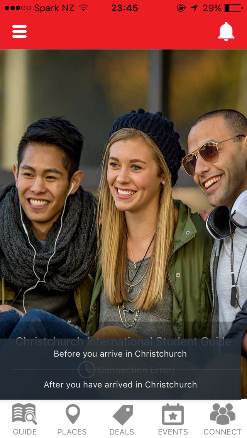 Spark NZ 23:45 29%
Christchurch International Student Guide
Before you arrive in Christchurch
Connection Error!
After you have arrived in Christchurch
GUIDE PLACES DEALS EVENTS CONNECT